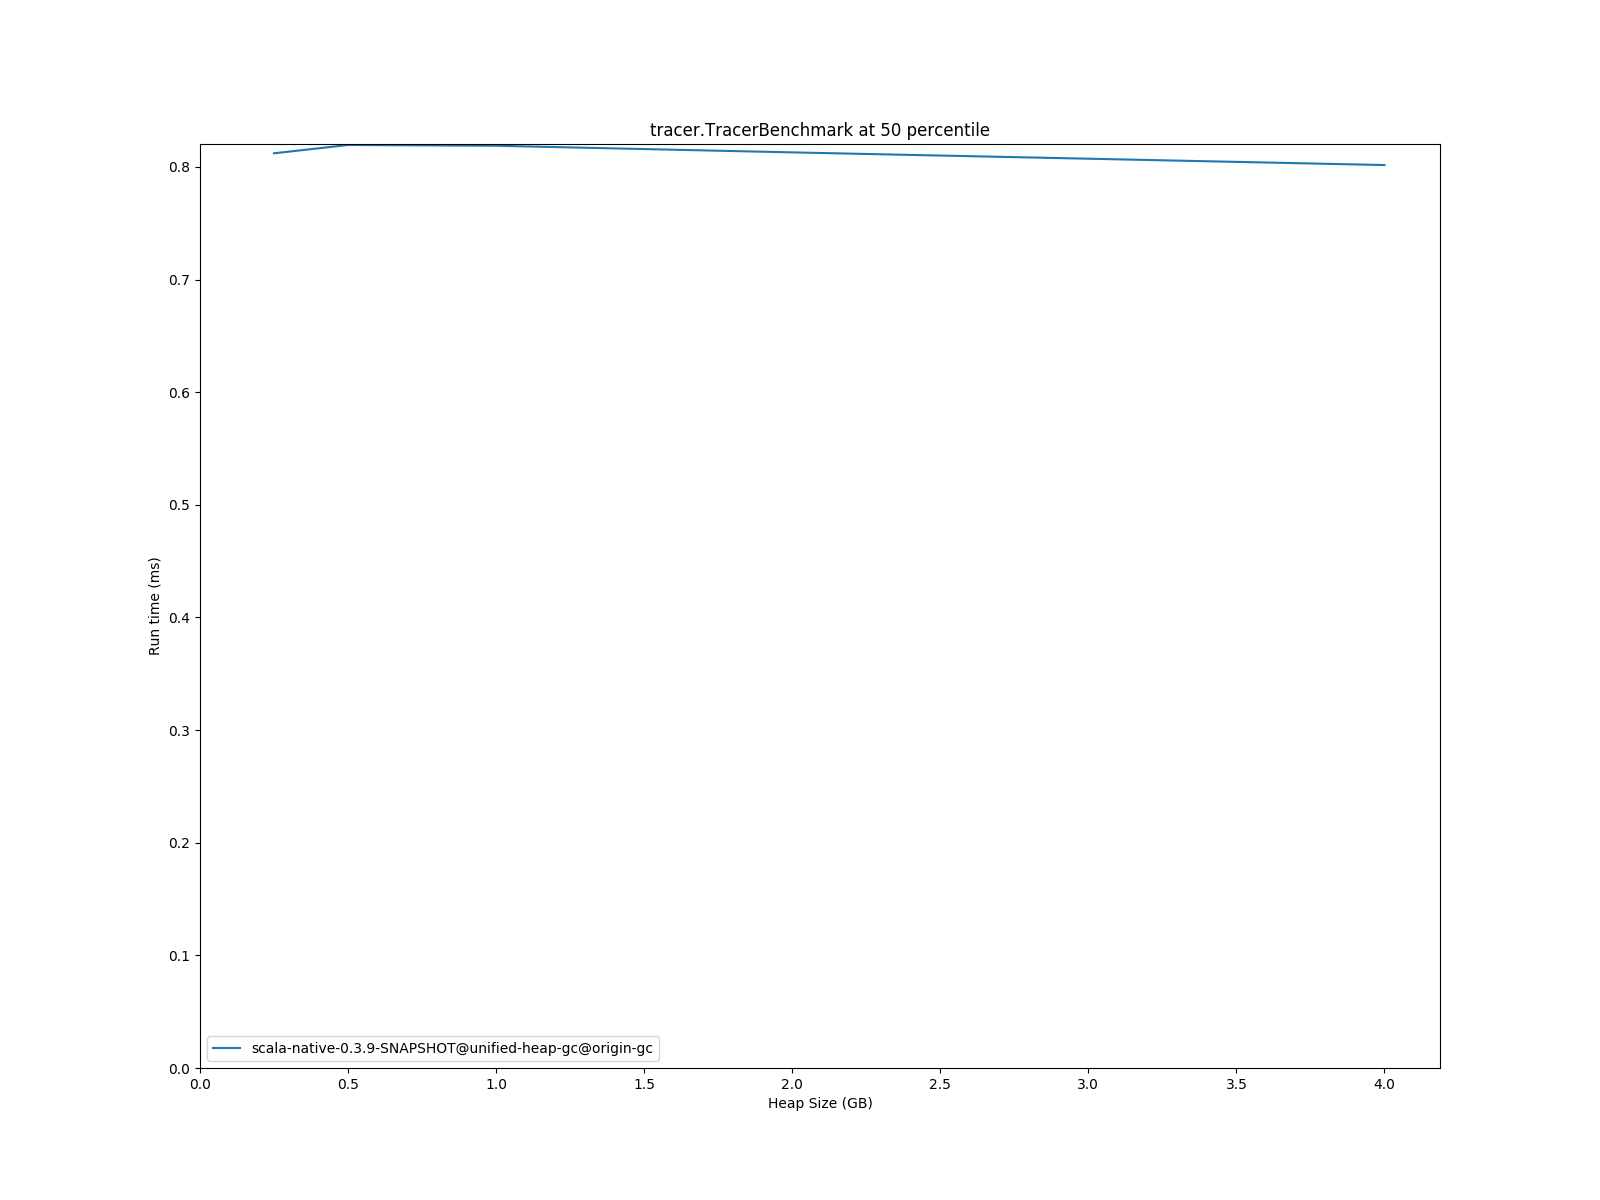 tracer.TracerBenchmark at 50 percentile
0.8
0.7
0.6
0.5
0.4
0.3
0.2
0.1
0.0
Run time (ms)
scala-native-0.3.9-SNAPSHOT@unified-heap-gc@origin-gc
0.0 0.5 1.0 1.5 2.0 2.5 3.0 3.5 4.0
Heap Size (GB)